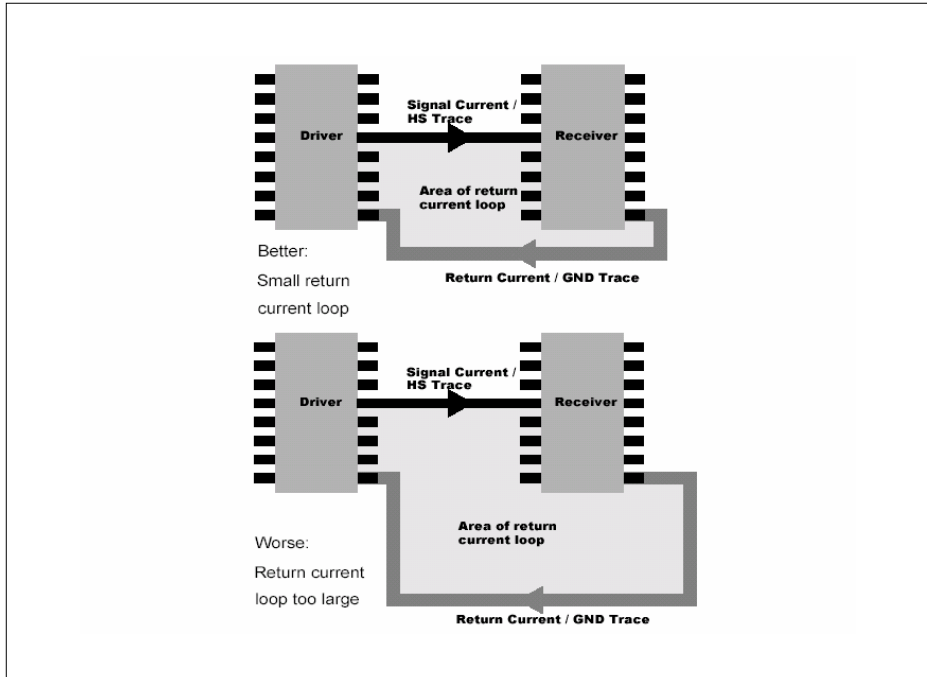 Signal Current /
HS Trace
Driver
Receiver
Area of return
current loop
Better:
Small return
current loop
Return Current / GND Trace
Signal Current /
HS Trace
Driver
Receiver
Area of return
current loop
Worse:
Return current
loop too large
Return Current / GND Trace